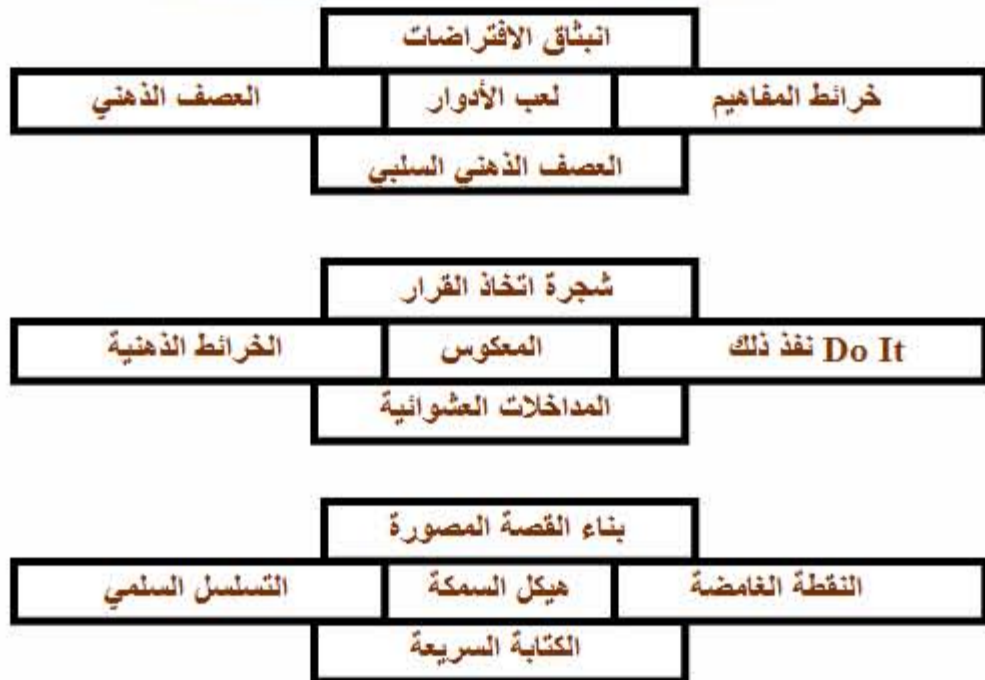 انبثاق الافتراضات
خرائط المفاهيم لعب الأدوار العصف الذهني
العصف الذهني السلبي
شجرة اتخاذ القرار
Do It نفذ ذلك المعكوس الخرائط الذهنية
المداخلات العشوائية
بناء القصة المصورة
النقطة الغامضة هيكل السمكة التسلسل السلمي
الكتابة السريعة